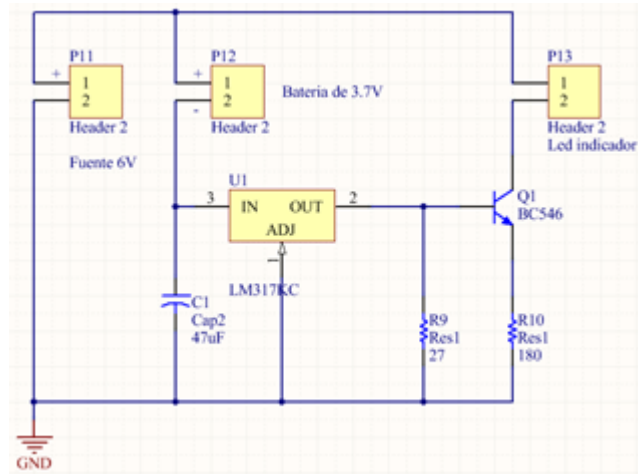 P11
+
1
2
Header 2
Fuente 6V
P12
+
1
2
-
Header 2
Bateria de 3.7V
P13
1
2
Header 2
Led indicador
U1
3
IN
OUT
2
ADJ
1
LM317KC
Q1
BC546
C1
Cap2
47uF
R9
Res1
27
R10
Res1
180
GND